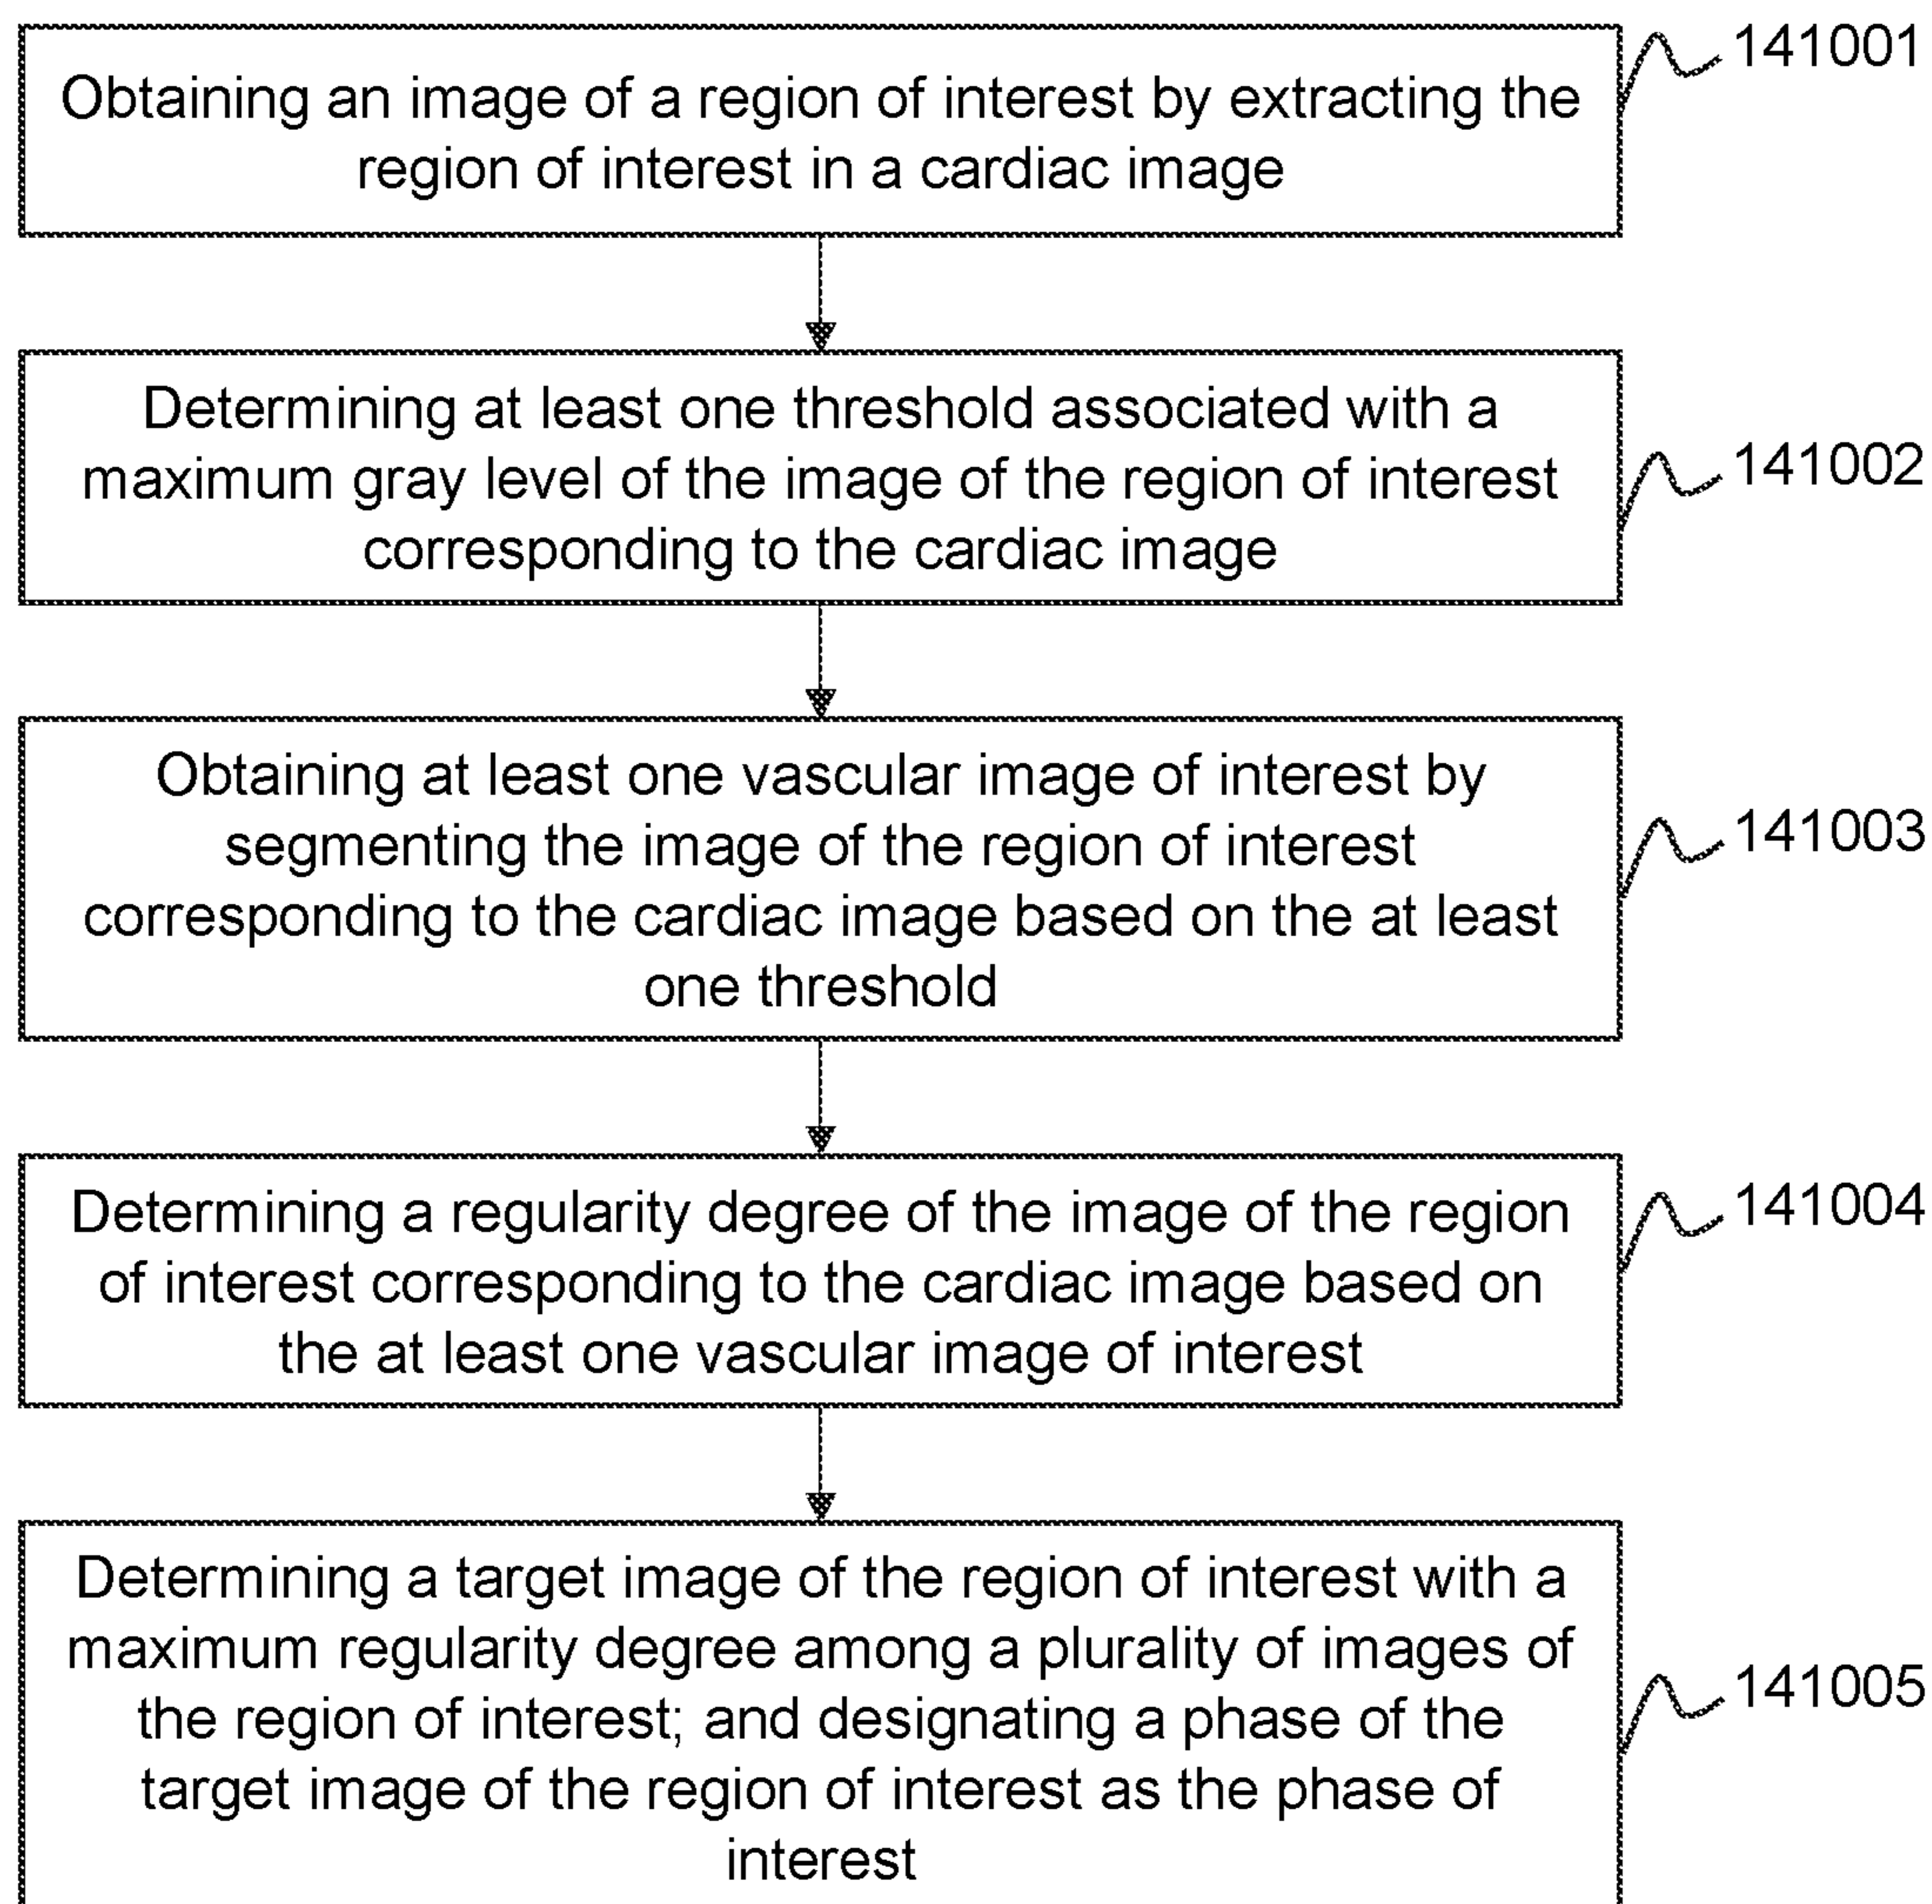 Obtaining an image of a region of interest by extracting the
region of interest in a cardiac image
141001
Determining at least one threshold associated with a
maximum gray level of the image of the region of interest
corresponding to the cardiac image
141002
Obtaining at least one vascular image of interest by
segmenting the image of the region of interest
corresponding to the cardiac image based on the at least
one threshold
141003
Determining a regularity degree of the image of the region
of interest corresponding to the cardiac image based on
the at least one vascular image of interest
141004
Determining a target image of the region of interest with a
maximum regularity degree among a plurality of images of
the region of interest; and designating a phase of the
target image of the region of interest as the phase of
interest
141005